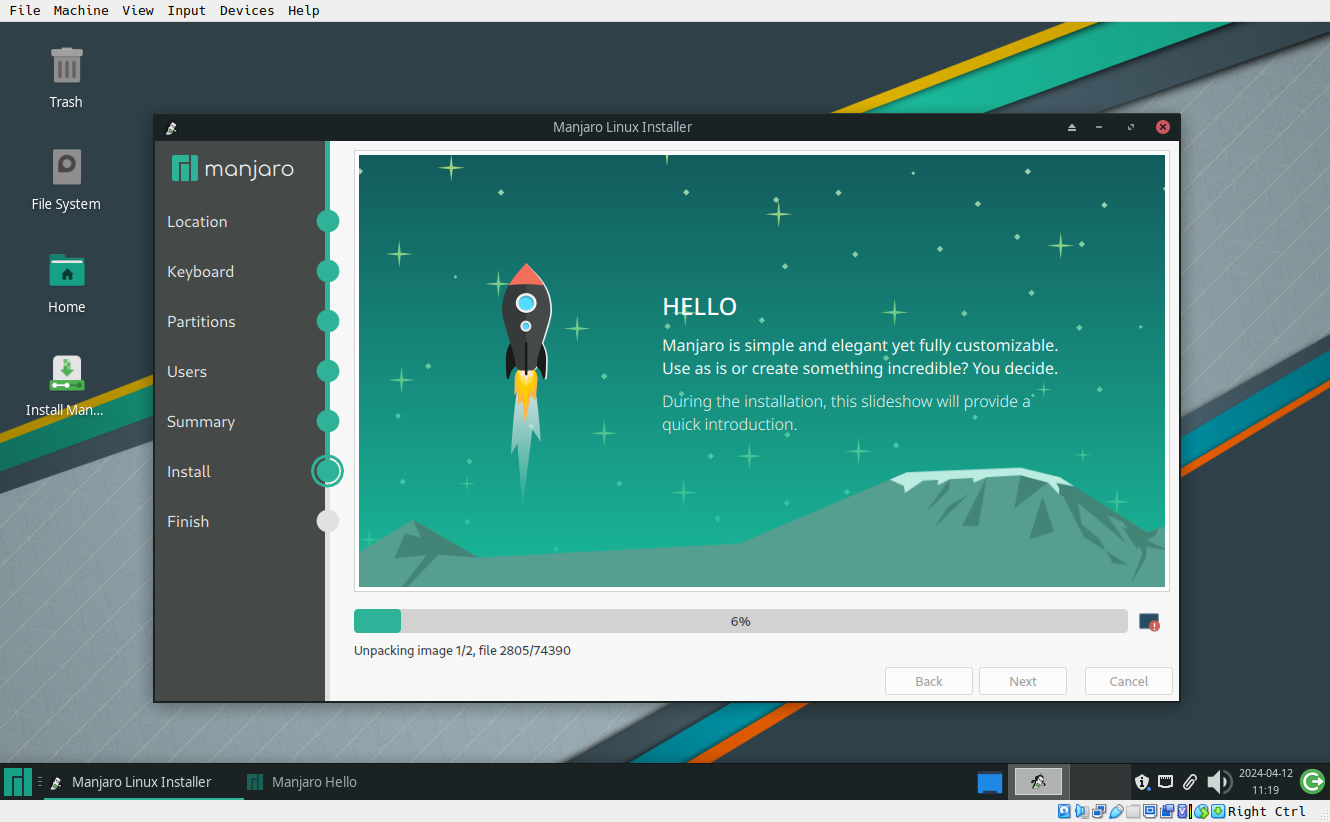 File Machine View Input Devices Help
Trash
File System
Home
Install Man...
Manjaro Linux Installer
manjaro
Location
Keyboard
Partitions
Users
Summary
Install
Finish
HELLO
Manjaro is simple and elegant yet fully customizable.
Use as is or create something incredible? You decide.
During the installation, this slideshow will provide a
quick introduction.
6%
Unpacking image 1/2, file 2805/74390
Back Next Cancel
Manjaro Linux Installer Manjaro Hello
2024-04-12
11:19
Right Ctrl